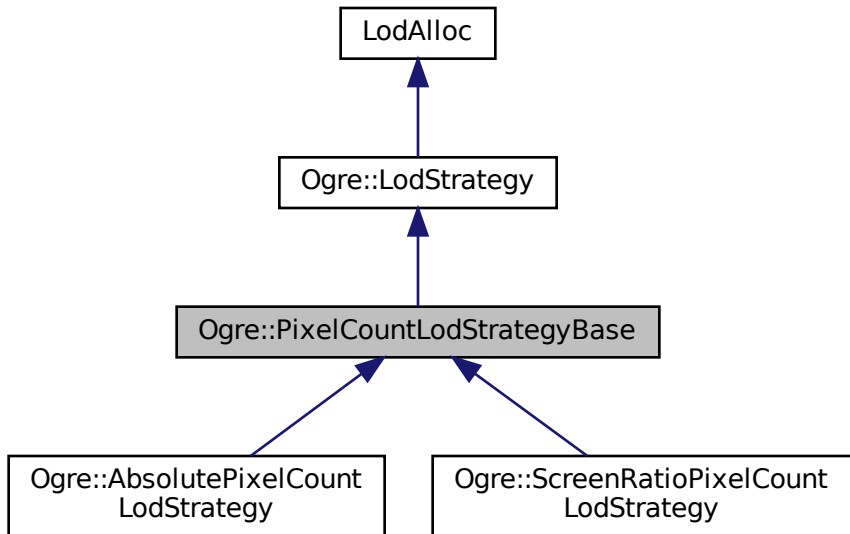 LodAlloc
Ogre::LodStrategy
Ogre::PixelCountLodStrategyBase
Ogre::AbsolutePixelCount
LodStrategy
Ogre::ScreenRatioPixelCount
LodStrategy